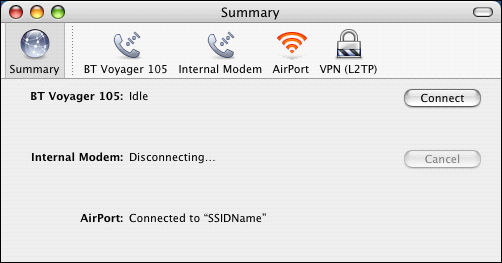 Summary
Summary
BT Voyager 105
Internal Modem
AirPort
VPN (L2TP)
BT Voyager 105: Idle
Connect
Internal Modem: Disconnecting…
Cancel
AirPort: Connected to “SSIDName”